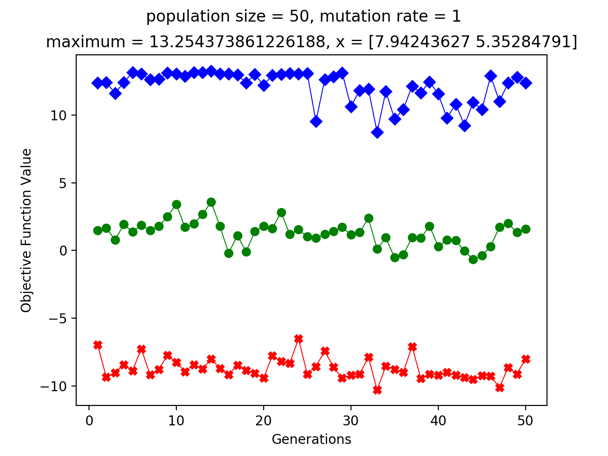 population size = 50, mutation rate = 1
maximum = 13.254373861226188, x = [7.94243627 5.35284791]
Objective Function Value
10
5
0
−5
−10
0 10 20 30 40 50
Generations